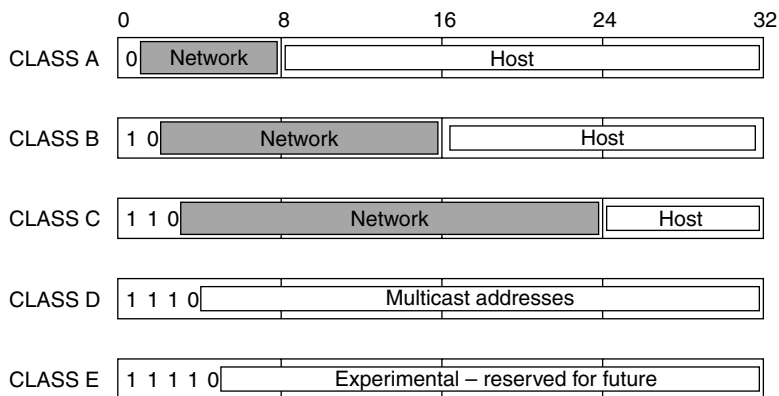 0 8 16 24 32
CLASS A 0 Network Host
CLASS B 1 0 Network Host
CLASS C 1 1 0 Network Host
CLASS D 1 1 1 0 Multicast addresses
CLASS E 1 1 1 1 0 Experimental – reserved for future